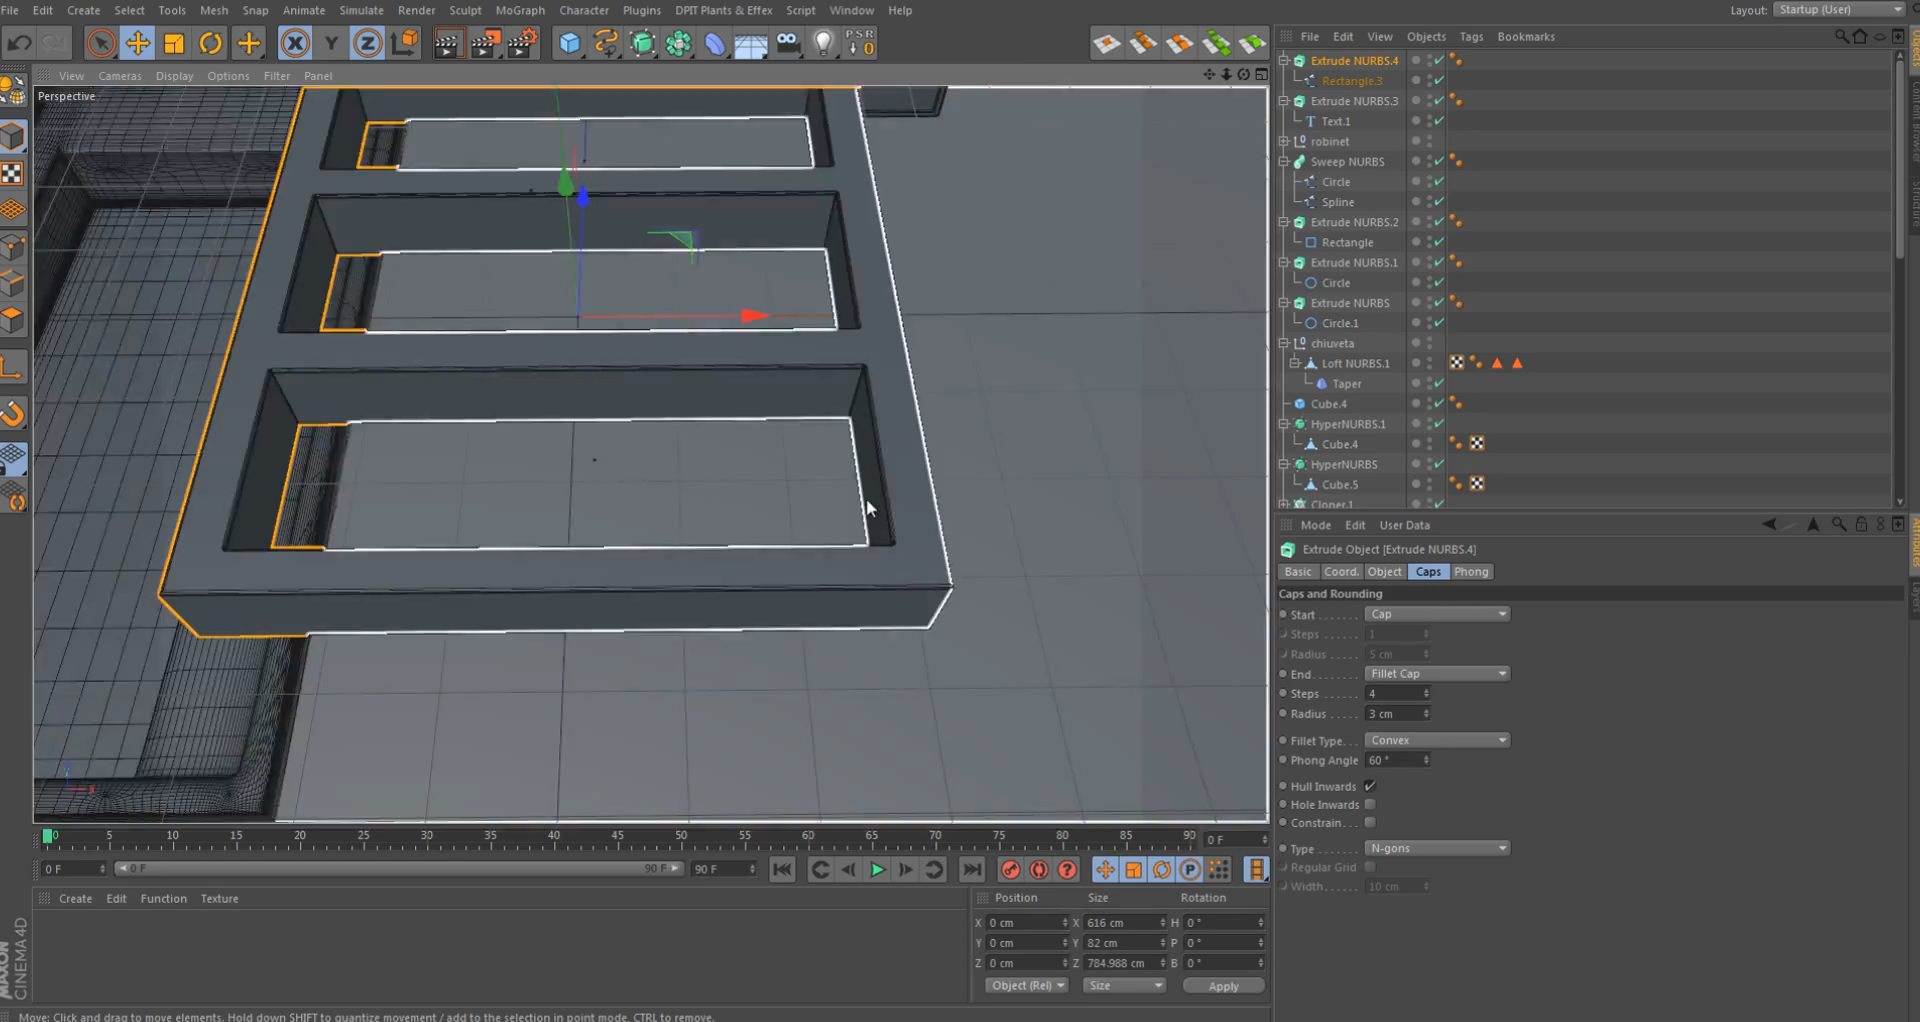 File Edit Create Select Tools Mesh Snap Animate Simulate Render Sculpt MoGraph Character Plugins DPIT Plants & Effex Script Window Help
Layout: Startup (User)
X Y Z PSR 0
View Cameras Display Options Filter Panel
Perspective
File Edit View Objects Tags Bookmarks
Extrude NURBS.4
Rectangle.3
Extrude NURBS.3
Text.1
robinet
Sweep NURBS
Circle
Spline
Extrude NURBS.2
Rectangle
Extrude NURBS.1
Circle
Extrude NURBS
Circle.1
chiuveta
Loft NURBS.1
Taper
Cube.4
HyperNURBS.1
Cube.4
HyperNURBS
Cube.5
Cloner.1
Objects
Content Browser
Structure
Mode Edit User Data
Extrude Object [Extrude NURBS.4]
Basic Coord. Object Caps Phong
Caps and Rounding
Start Cap
Steps 1
Radius 5 cm
End Fillet Cap
Steps 4
Radius 3 cm
Fillet Type Convex
Phong Angle 60 °
Hull Inwards
Hole Inwards
Constrain
Type N-gons
Regular Grid
Width 10 cm
Attributes
Layers
0 5 10 15 20 25 30 35 40 45 50 55 60 65 70 75 80 85 90 0 F
0 F 0 F 90 F 90 F
Create Edit Function Texture
Position Size Rotation
X 0 cm X 616 cm H 0 °
Y 0 cm Y 82 cm P 0 °
Z 0 cm Z 784.988 cm B 0 °
Object (Rel) Size Apply
MAXON CINEMA 4D
Move: Click and drag to move elements. Hold down SHIFT to quantize movement / add to the selection in point mode, CTRL to remove.